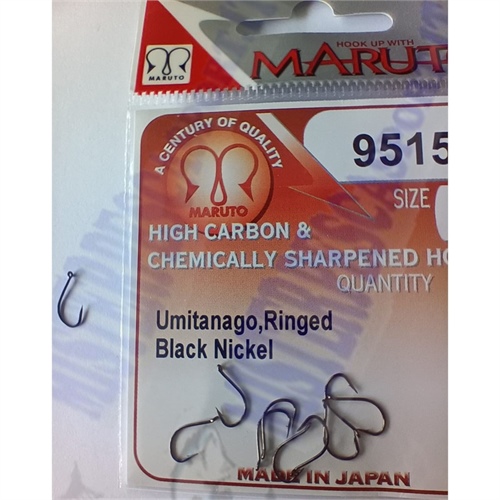 HOOK UP WITH
MARUT
MARUTO
A CENTURY OF QUALITY
MARUTO
9515
SIZE
HIGH CARBON &
CHEMICALLY SHARPENED HO
QUANTITY
Umitanago,Ringed
Black Nickel
MADE IN JAPAN